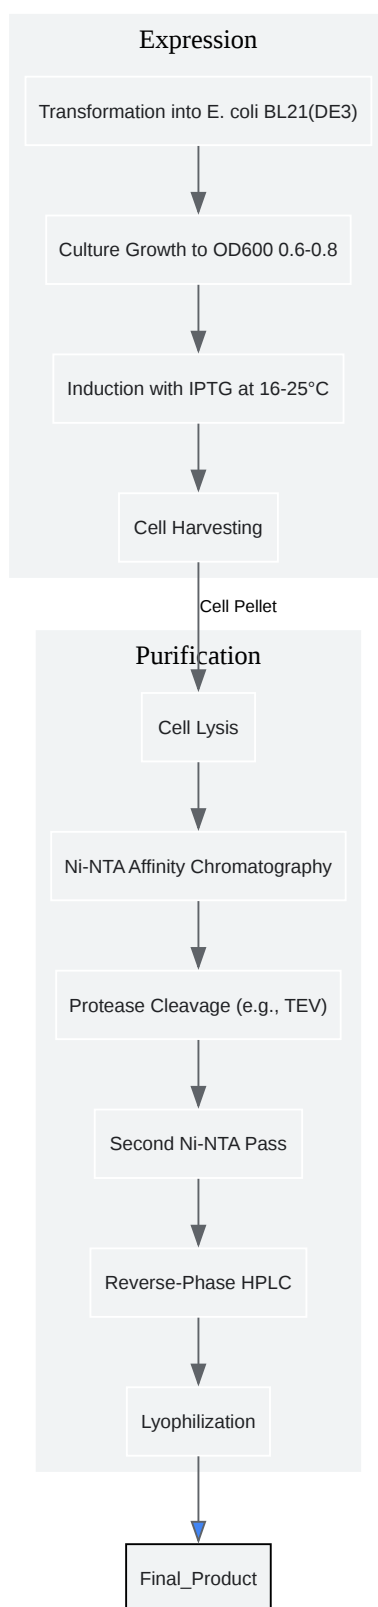 Expression
Transformation into E. coli BL21(DE3)
Culture Growth to OD600 0.6-0.8
Induction with IPTG at 16-25°C
Cell Harvesting
Cell Pellet
Purification
Cell Lysis
Ni-NTA Affinity Chromatography
Protease Cleavage (e.g., TEV)
Second Ni-NTA Pass
Reverse-Phase HPLC
Lyophilization
Final_Product